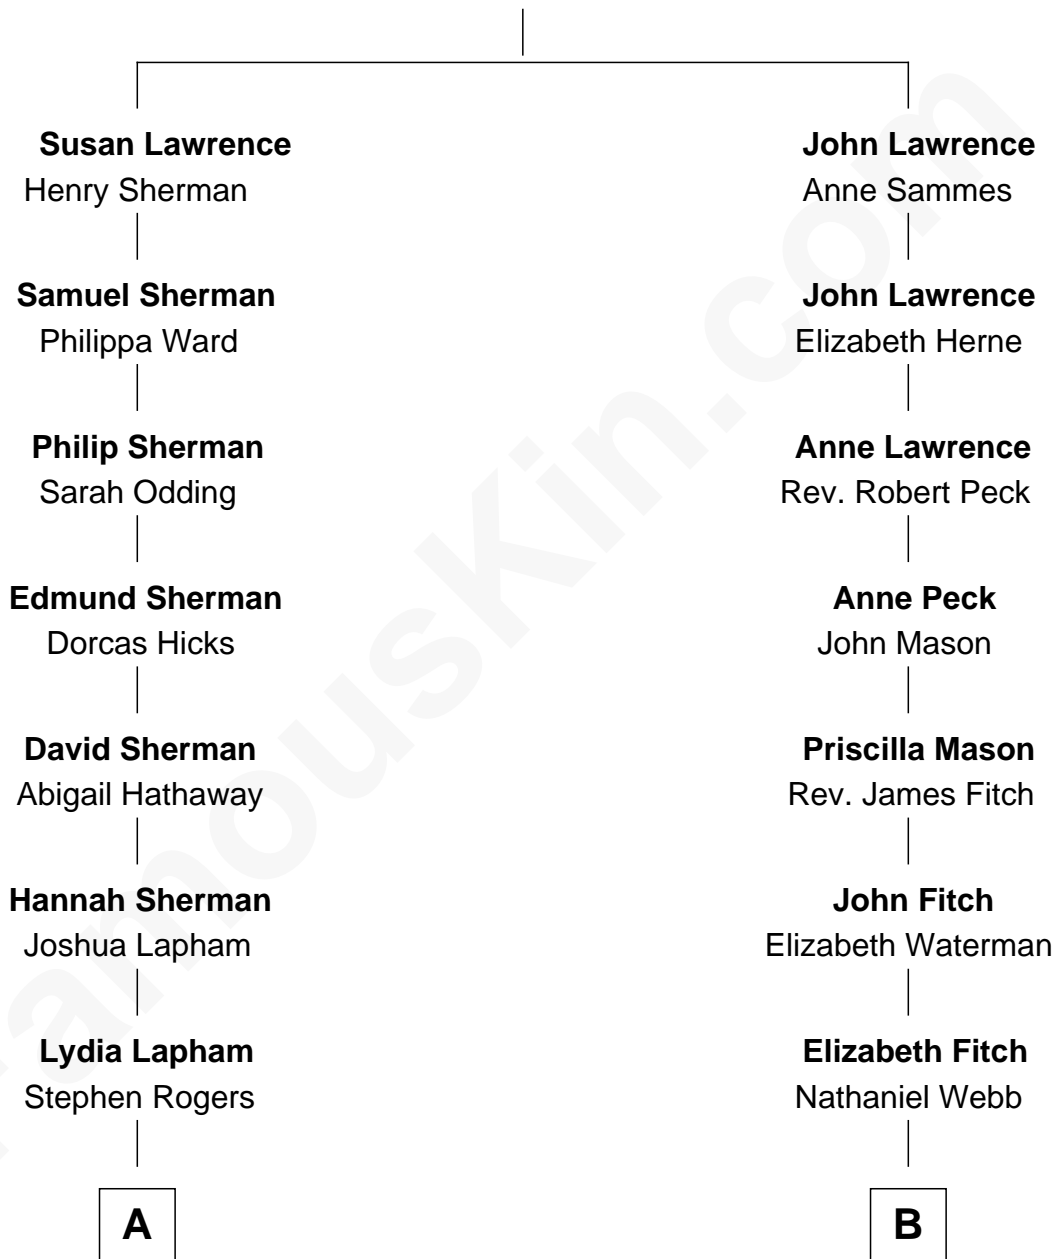 Susan Lawrence
Henry Sherman
Samuel Sherman
Philippa Ward
Philip Sherman
Sarah Odding
Edmund Sherman
Dorcas Hicks
David Sherman
Abigail Hathaway
Hannah Sherman
Joshua Lapham
Lydia Lapham
Stephen Rogers
A
John Lawrence
Anne Sammes
John Lawrence
Elizabeth Herne
Anne Lawrence
Rev. Robert Peck
Anne Peck
John Mason
Priscilla Mason
Rev. James Fitch
John Fitch
Elizabeth Waterman
Elizabeth Fitch
Nathaniel Webb
B
FamousKin.com